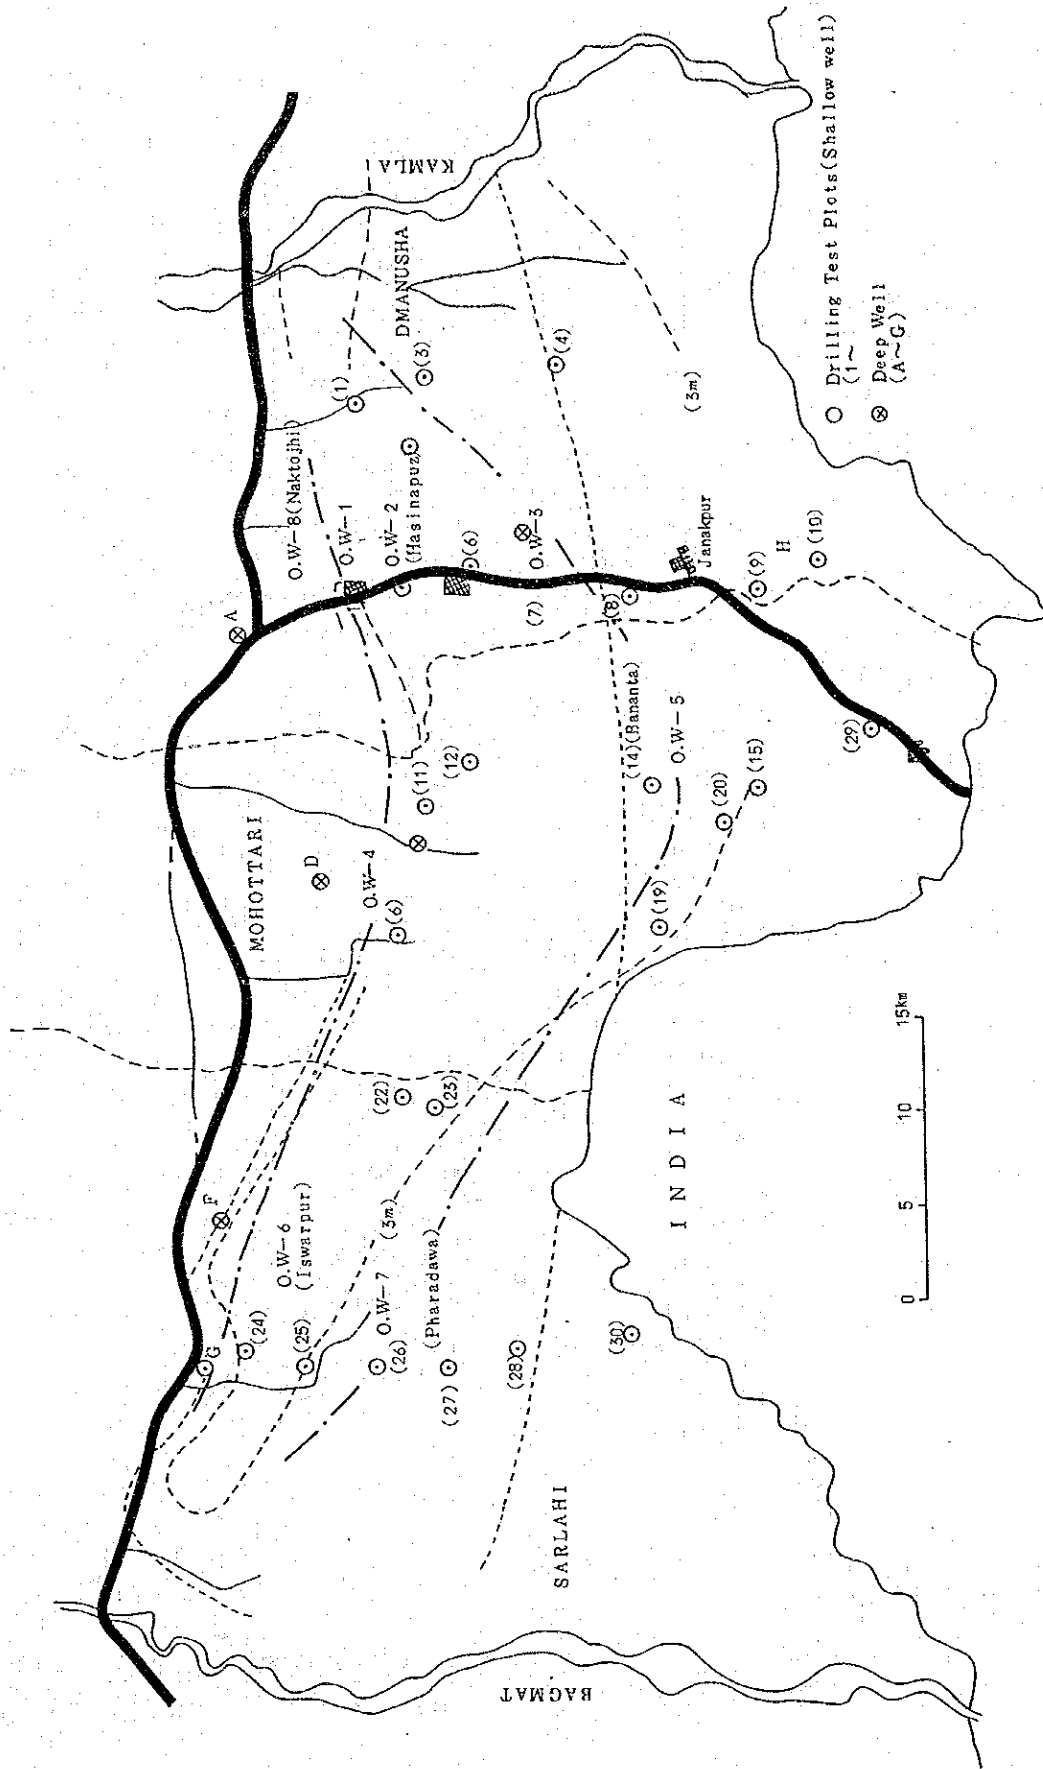 BAGMAT
SARLAHI
G
(24)
(25)
(26)
(27)
(28)
(30)
F
O.W-6
(Iswarpur)
O.W-7
(3m)
(Pharadawa)
(22)
(23)
MOHOTTARI
D
O.W-4
(6)
(11)
(12)
(19)
(20)
(15)
(14)(Bananta)
O.W-5
(29)
A
O.W-8(Naktojhi)
O.W-1
O.W-2
(Hasinapuz)
(6)
O.W-3
(7)
(8)
Janakpur
(9)
H
(10)
(1)
(3)
(4)
DMANUSHA
KAMLA
(3m)
INDIA
0 5 10 15km
Drilling Test Plots(Shallow well)
(1~
Deep Well
(A~G)